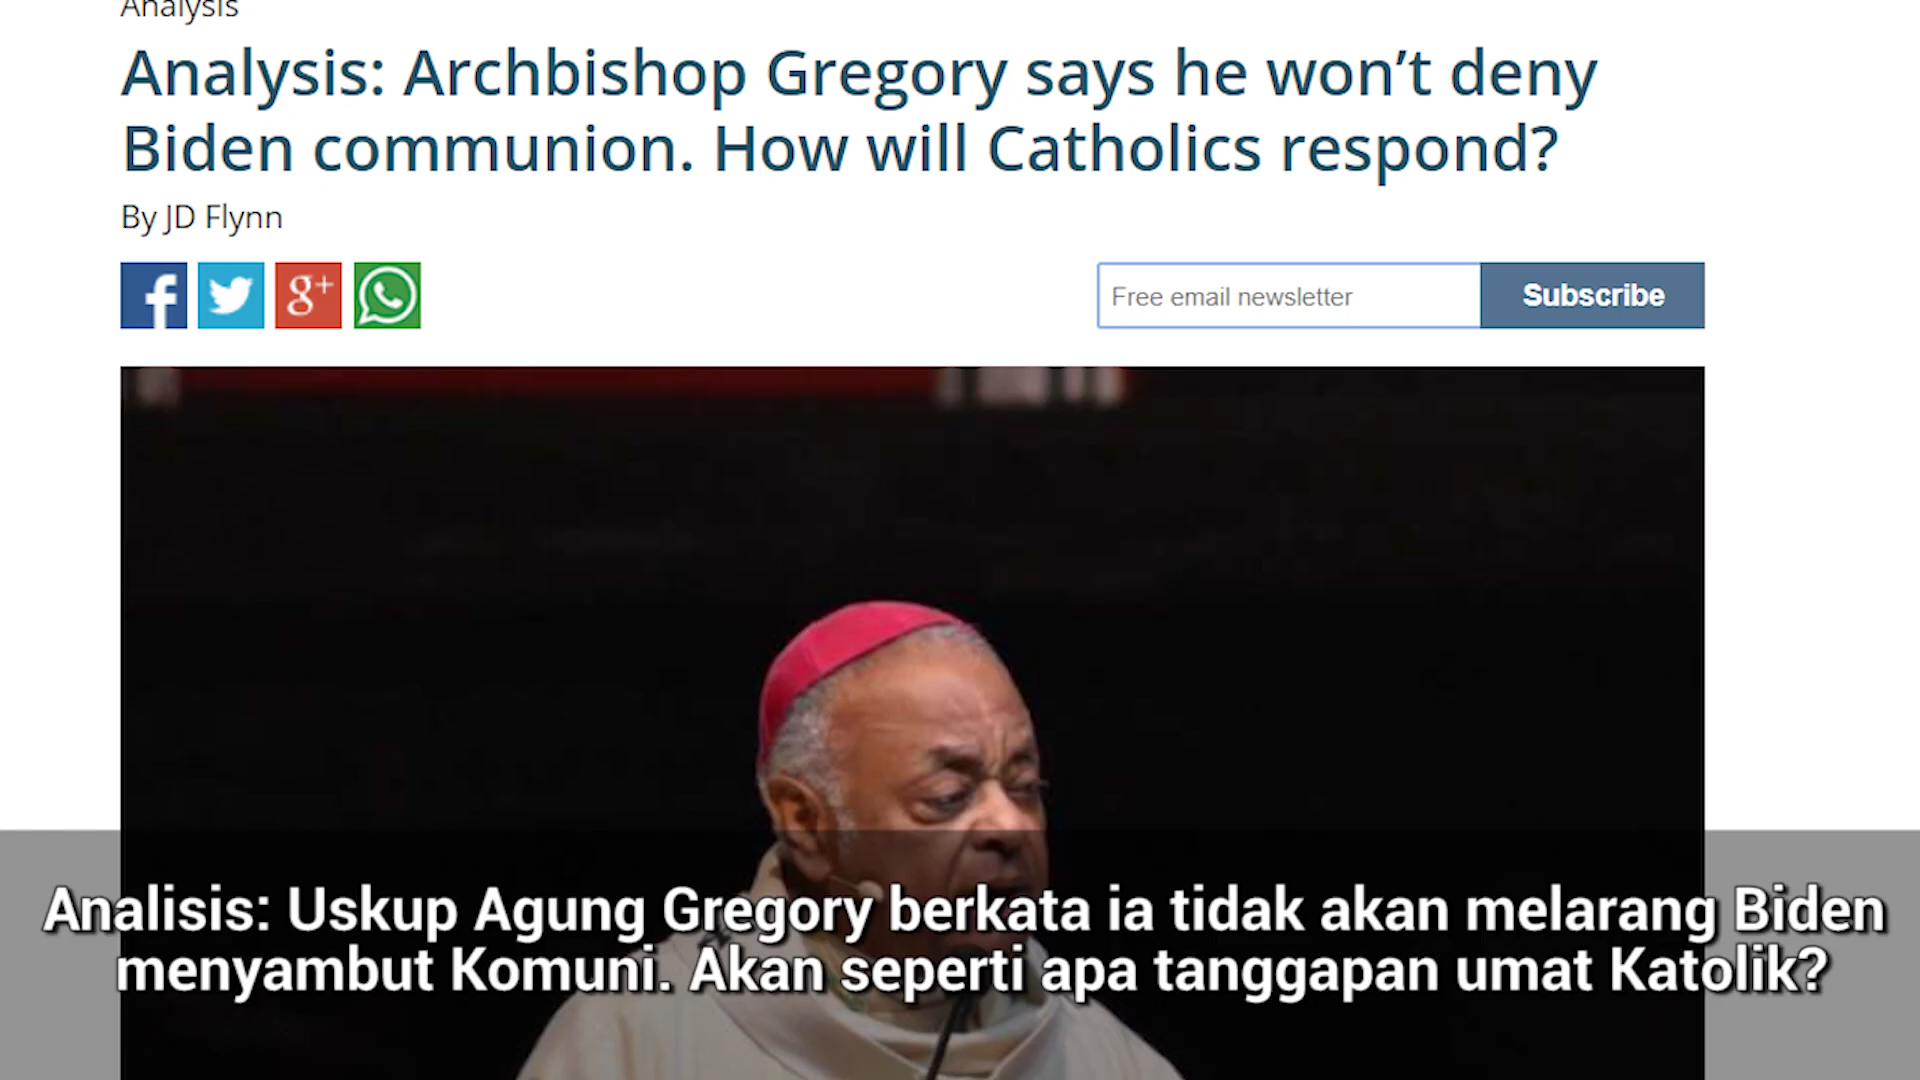 Analysis
Analysis: Archbishop Gregory says he won’t deny
Biden communion. How will Catholics respond?
By JD Flynn
f
g+
Free email newsletter
Subscribe
Analisis: Uskup Agung Gregory berkata ia tidak akan melarang Biden
menyambut Komuni. Akan seperti apa tanggapan umat Katolik?